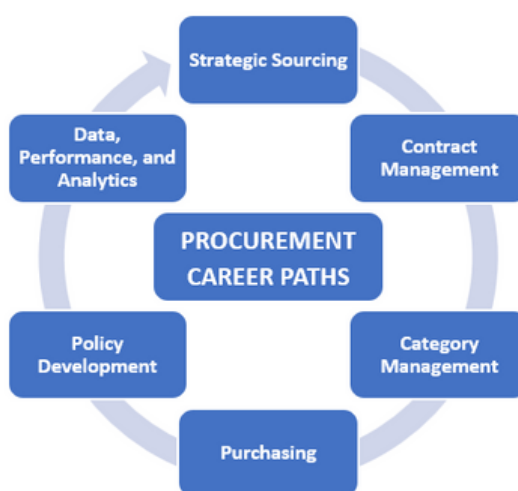 Strategic Sourcing
Contract
Management
Category
Management
Purchasing
Policy
Development
Data,
Performance, and
Analytics
PROCUREMENT
CAREER PATHS